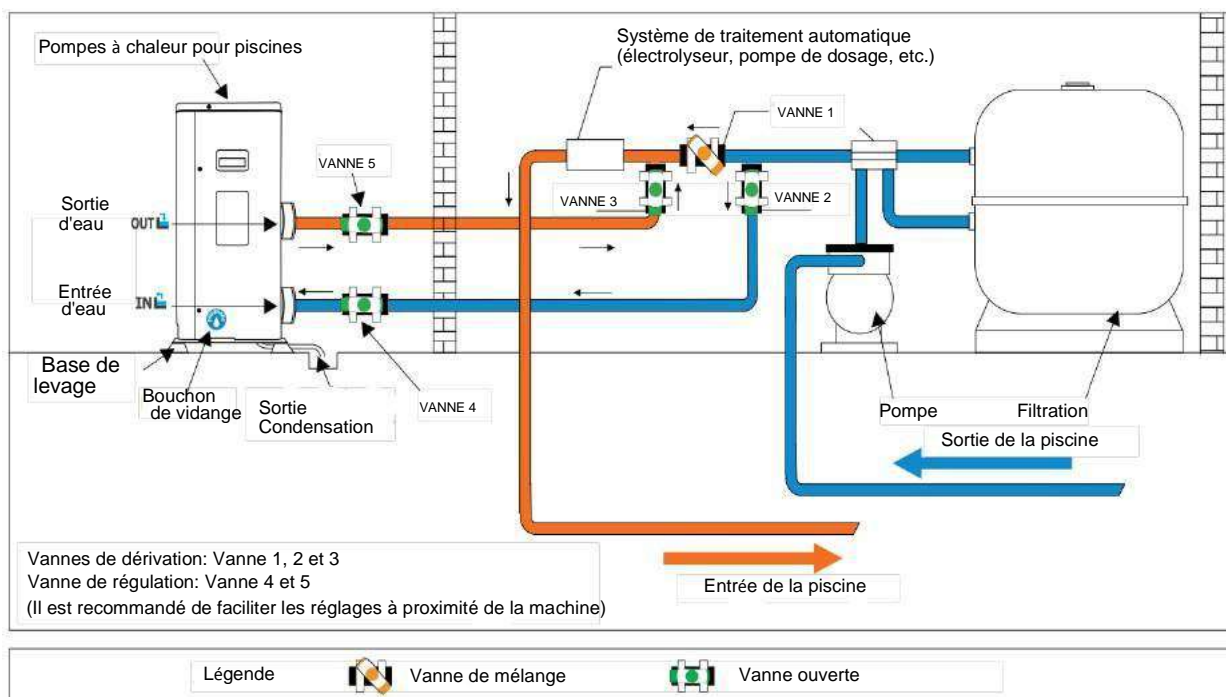 Pompes à chaleur pour piscines
Système de traitement automatique
(électrolyseur, pompe de dosage, etc.)
VANNE 1
VANNE 5
VANNE 3
VANNE 2
Sortie
d'eau
OUT
Entrée
d'eau
IN
Base de
levage
Bouchon
de vidange
Sortie
Condensation
VANNE 4
Pompe
Filtration
Sortie de la piscine
Entrée de la piscine
Vannes de dérivation: Vanne 1, 2 et 3
Vanne de régulation: Vanne 4 et 5
(Il est recommandé de faciliter les réglages à proximité de la machine)
Légende
Vanne de mélange
Vanne ouverte